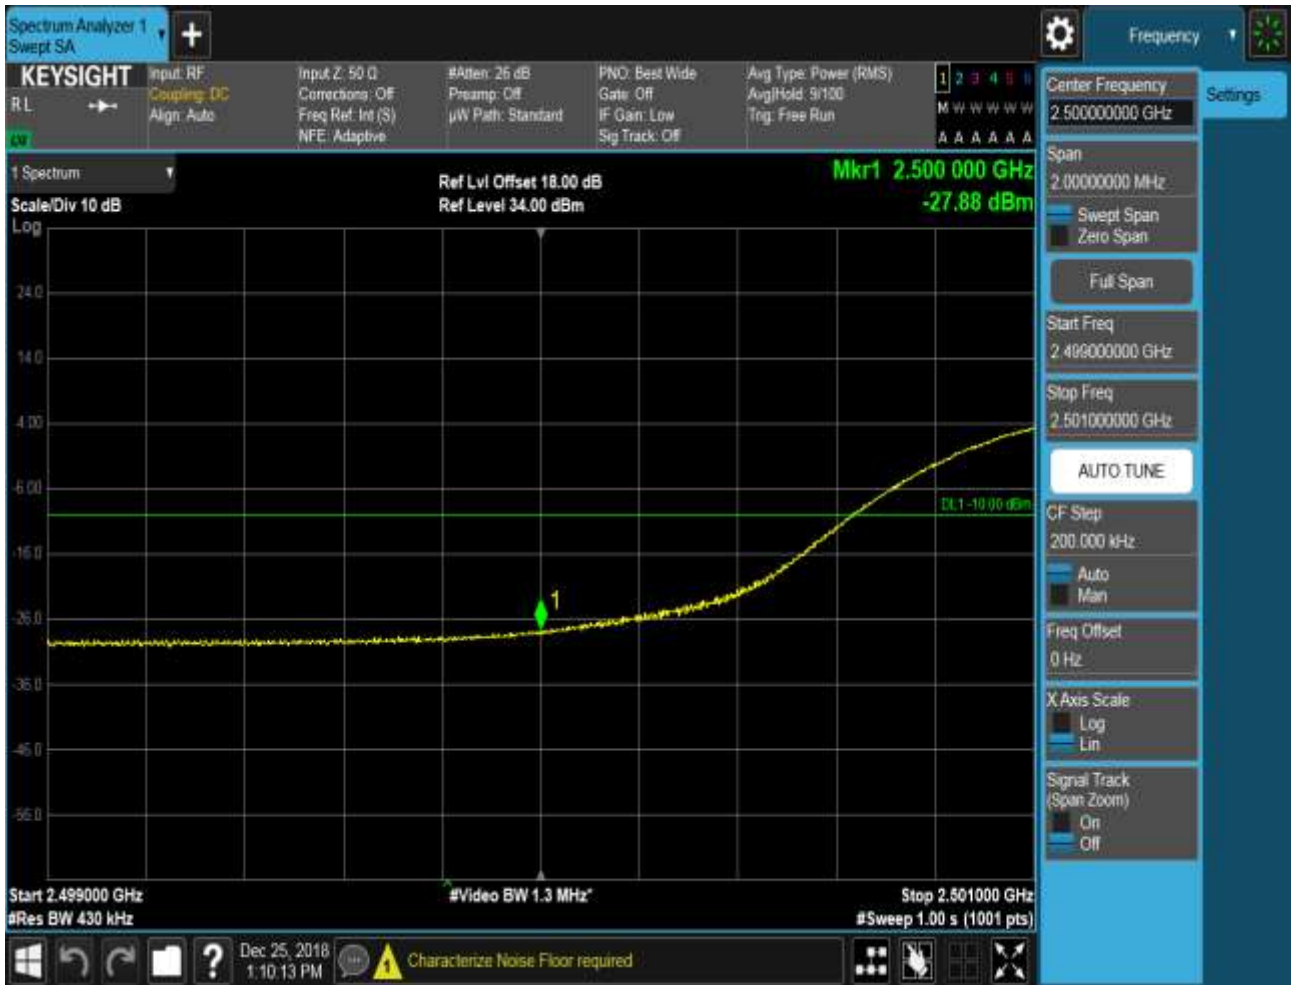 Spectrum Analyzer 1
Swept SA
Frequency
KEYSIGHT
RL
Input: RF
Coupling: DC
Align: Auto
Input Z: 50 Ω
Corrections: Off
Freq Ref: Int (S)
NFE: Adaptive
#Atten: 26 dB
Preamp: Off
µW Path: Standard
PNO: Best Wide
Gate: Off
IF Gain: Low
Sig Track: Off
Avg Type: Power (RMS)
Avg|Hold: 9/100
Trig: Free Run
1 2 3 4 5 6
M W W W W W
A A A A A A
Center Frequency
2.500000000 GHz
Settings
Span
2.00000000 MHz
Swept Span
Zero Span
Full Span
Start Freq
2.499000000 GHz
Stop Freq
2.501000000 GHz
AUTO TUNE
CF Step
200.000 kHz
Auto
Man
Freq Offset
0 Hz
X Axis Scale
Log
Lin
Signal Track
(Span Zoom)
On
Off
1 Spectrum
Scale/Div 10 dB
Ref Lvl Offset 18.00 dB
Ref Level 34.00 dBm
Mkr1 2.500 000 GHz
-27.88 dBm
Log
24.0
14.0
4.00
-6.00
DL1 -10.00 dBm
-16.0
1
-26.0
-36.0
-46.0
-56.0
Start 2.499000 GHz
#Video BW 1.3 MHz*
Stop 2.501000 GHz
#Res BW 430 kHz
#Sweep 1.00 s (1001 pts)
Dec 25, 2018
1:10:13 PM
Characterize Noise Floor required